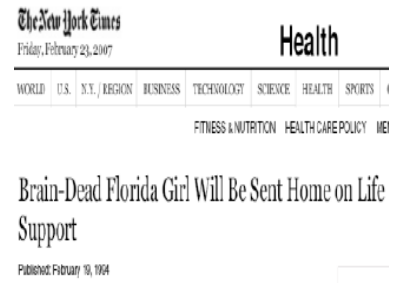 The New York Times
Friday, February 23, 2007
Health
WORLD U.S. N.Y. / REGION BUSINESS TECHNOLOGY SCIENCE HEALTH SPORTS
FITNESS & NUTRITION HEALTH CARE POLICY
Brain-Dead Florida Girl Will Be Sent Home on Life
Support
Published: February 19, 1994